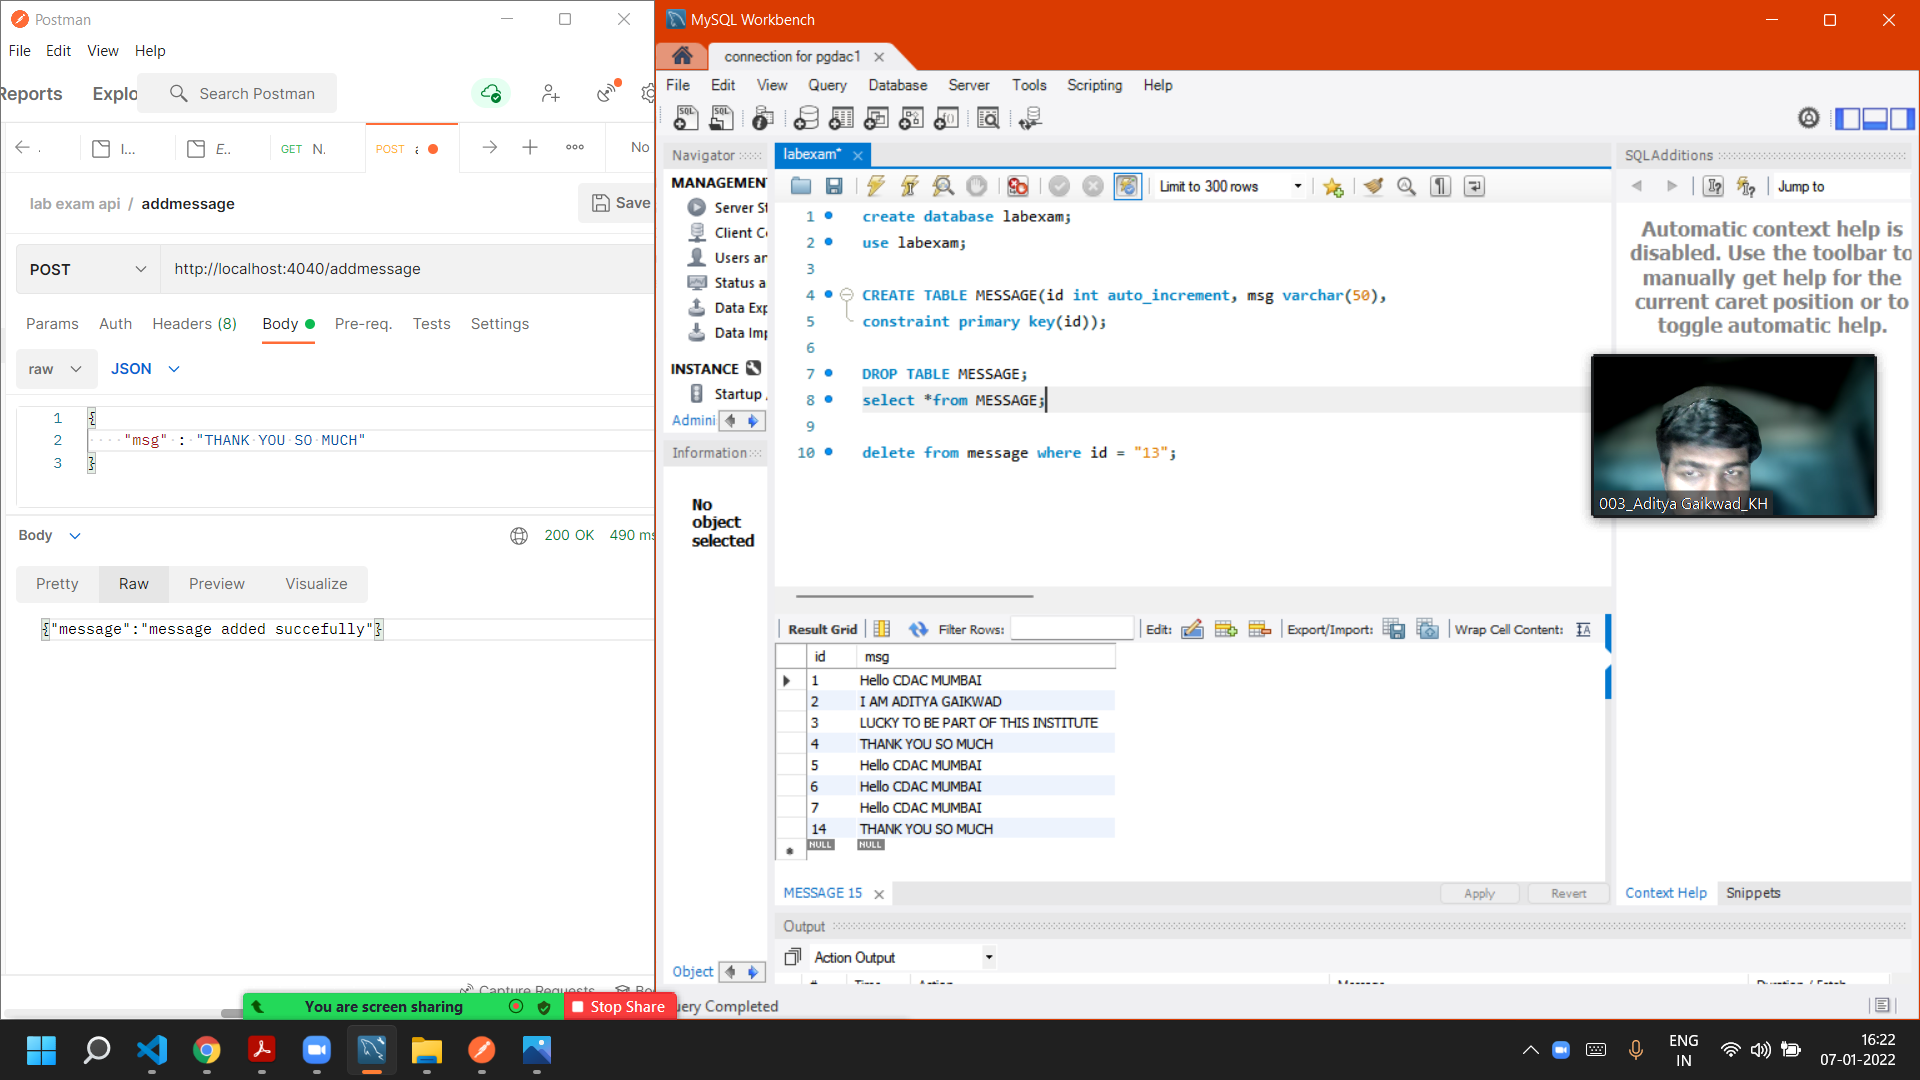 Postman
File Edit View Help
Reports Explo Search Postman
I... E.. GET N. POST No
lab exam api / addmessage Save
POST http://localhost:4040/addmessage
Params Auth Headers (8) Body Pre-req. Tests Settings
raw JSON
1 {
2 "msg" : "THANK YOU SO MUCH"
3 }
Body 200 OK 490 ms
Pretty Raw Preview Visualize
{"message":"message added succefully"}
Capture Requests Bo
You are screen sharing Stop Share
MySQL Workbench
connection for pgdac1
File Edit View Query Database Server Tools Scripting Help
Navigator
MANAGEMENT
Server St
Client Co
Users an
Status a
Data Exp
Data Imp
INSTANCE
Startup /
Admini
Information
No
object
selected
Object
labexam*
Limit to 300 rows
1 create database labexam;
2 use labexam;
3
4 CREATE TABLE MESSAGE(id int auto_increment, msg varchar(50),
5 constraint primary key(id));
6
7 DROP TABLE MESSAGE;
8 select *from MESSAGE;
9
10 delete from message where id = "13";
Result Grid Filter Rows: Edit: Export/Import: Wrap Cell Content:
id msg
1 Hello CDAC MUMBAI
2 I AM ADITYA GAIKWAD
3 LUCKY TO BE PART OF THIS INSTITUTE
4 THANK YOU SO MUCH
5 Hello CDAC MUMBAI
6 Hello CDAC MUMBAI
7 Hello CDAC MUMBAI
14 THANK YOU SO MUCH
NULL NULL
MESSAGE 15 Apply Revert
Output
Action Output
# Time Action Message Duration / Fetch
uery Completed
SQLAdditions
Jump to
Automatic context help is
disabled. Use the toolbar to
manually get help for the
current caret position or to
toggle automatic help.
003_Aditya Gaikwad_KH
Context Help Snippets
ENG
IN
16:22
07-01-2022